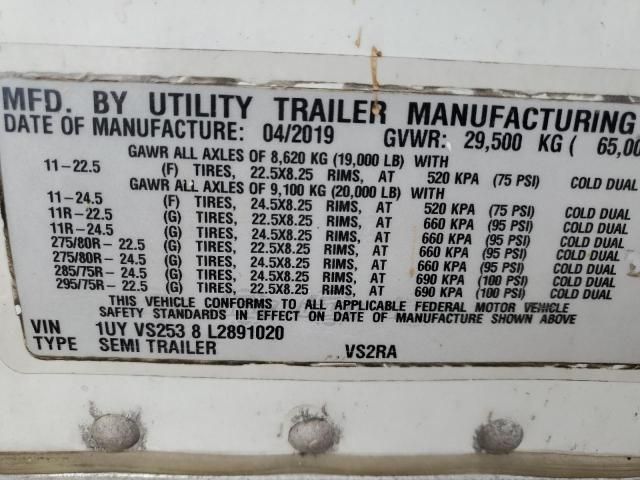 MFD. BY UTILITY TRAILER MANUFACTURING
DATE OF MANUFACTURE: 04/2019 GVWR: 29,500 KG ( 65,00
GAWR ALL AXLES OF 8,620 KG (19,000 LB) WITH
11-22.5 (F) TIRES, 22.5X8.25 RIMS, AT 520 KPA (75 PSI) COLD DUAL
GAWR ALL AXLES OF 9,100 KG (20,000 LB) WITH
11-24.5 (F) TIRES, 24.5X8.25 RIMS, AT 520 KPA (75 PSI) COLD DUAL
11R-22.5 (G) TIRES, 22.5X8.25 RIMS, AT 660 KPA (95 PSI) COLD DUAL
11R-24.5 (G) TIRES, 24.5X8.25 RIMS, AT 660 KPA (95 PSI) COLD DUAL
275/80R-22.5 (G) TIRES, 22.5X8.25 RIMS, AT 660 KPA (95 PSI) COLD DUAL
275/80R-24.5 (G) TIRES, 24.5X8.25 RIMS, AT 660 KPA (95 PSI) COLD DUAL
285/75R-24.5 (G) TIRES, 24.5X8.25 RIMS, AT 690 KPA (100 PSI) COLD DUAL
295/75R-22.5 (G) TIRES, 22.5X8.25 RIMS, AT 690 KPA (100 PSI) COLD DUAL
THIS VEHICLE CONFORMS TO ALL APPLICABLE FEDERAL MOTOR VEHICLE
SAFETY STANDARDS IN EFFECT ON DATE OF MANUFACTURE SHOWN ABOVE
VIN 1UY VS253 8 L2891020
TYPE SEMI TRAILER VS2RA